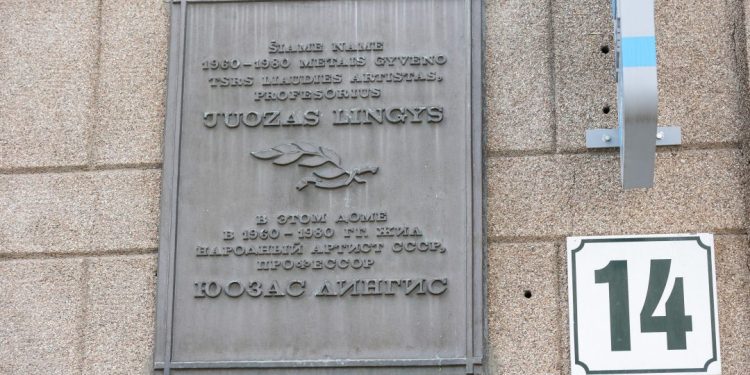 ŠIAME NAME
1960-1980 METAIS GYVENO
TSRS LIAUDIES ARTISTAS,
PROFESORIUS
JUOZAS LINGYS
В ЭТОМ ДОМЕ
В 1960-1980 ГГ. ЖИЛ
НАРОДНЫЙ АРТИСТ СССР,
ПРОФЕССОР
ЮОЗАС ЛИНГИС
14